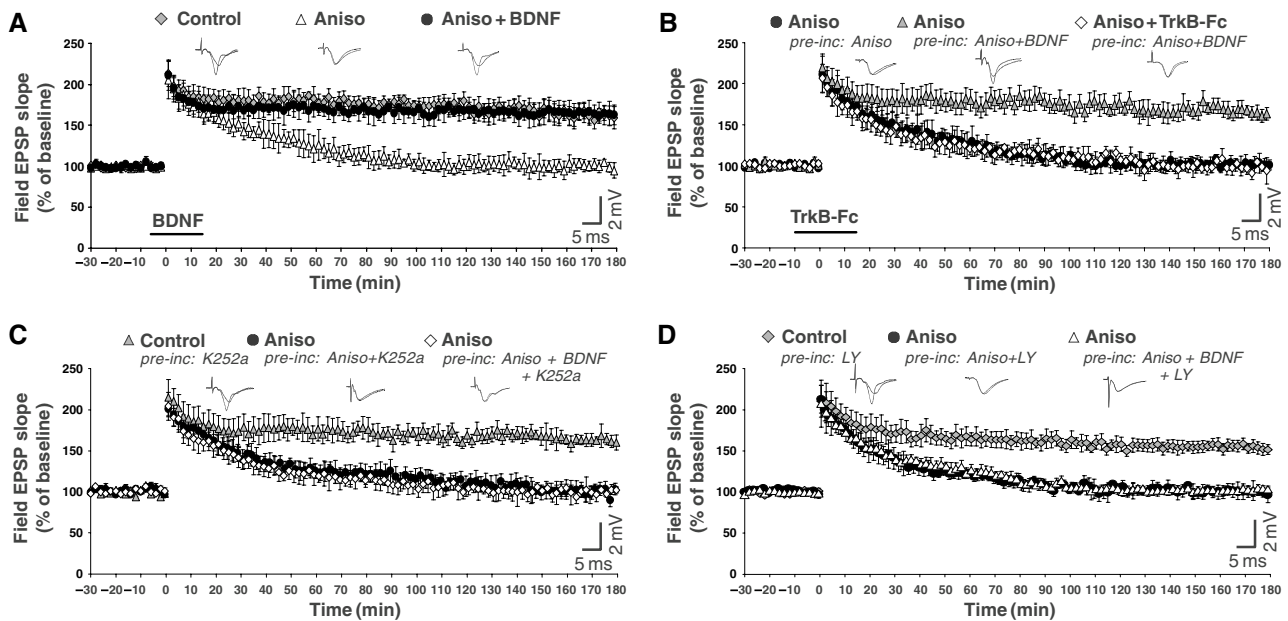 A
Control Aniso Aniso + BDNF
Field EPSP slope
(% of baseline)
250
200
150
100
50
0
BDNF
2 mV
5 ms
–30 –20 –10 0 10 20 30 40 50 60 70 80 90 100 110 120 130 140 150 160 170 180
Time (min)
B
Aniso Aniso Aniso + TrkB-Fc
pre-inc: Aniso pre-inc: Aniso+BDNF pre-inc: Aniso+BDNF
Field EPSP slope
(% of baseline)
250
200
150
100
50
0
TrkB-Fc
2 mV
5 ms
–30 –20 –10 0 10 20 30 40 50 60 70 80 90 100 110 120 130 140 150 160 170 180
Time (min)
C
Control Aniso Aniso
pre-inc: K252a pre-inc: Aniso+K252a pre-inc: Aniso + BDNF
+ K252a
Field EPSP slope
(% of baseline)
250
200
150
100
50
0
2 mV
5 ms
–30 –20 –10 0 10 20 30 40 50 60 70 80 90 100 110 120 130 140 150 160 170 180
Time (min)
D
Control Aniso Aniso
pre-inc: LY pre-inc: Aniso+LY pre-inc: Aniso + BDNF
+ LY
Field EPSP slope
(% of baseline)
250
200
150
100
50
0
2 mV
5 ms
–30 –20 –10 0 10 20 30 40 50 60 70 80 90 100 110 120 130 140 150 160 170 180
Time (min)